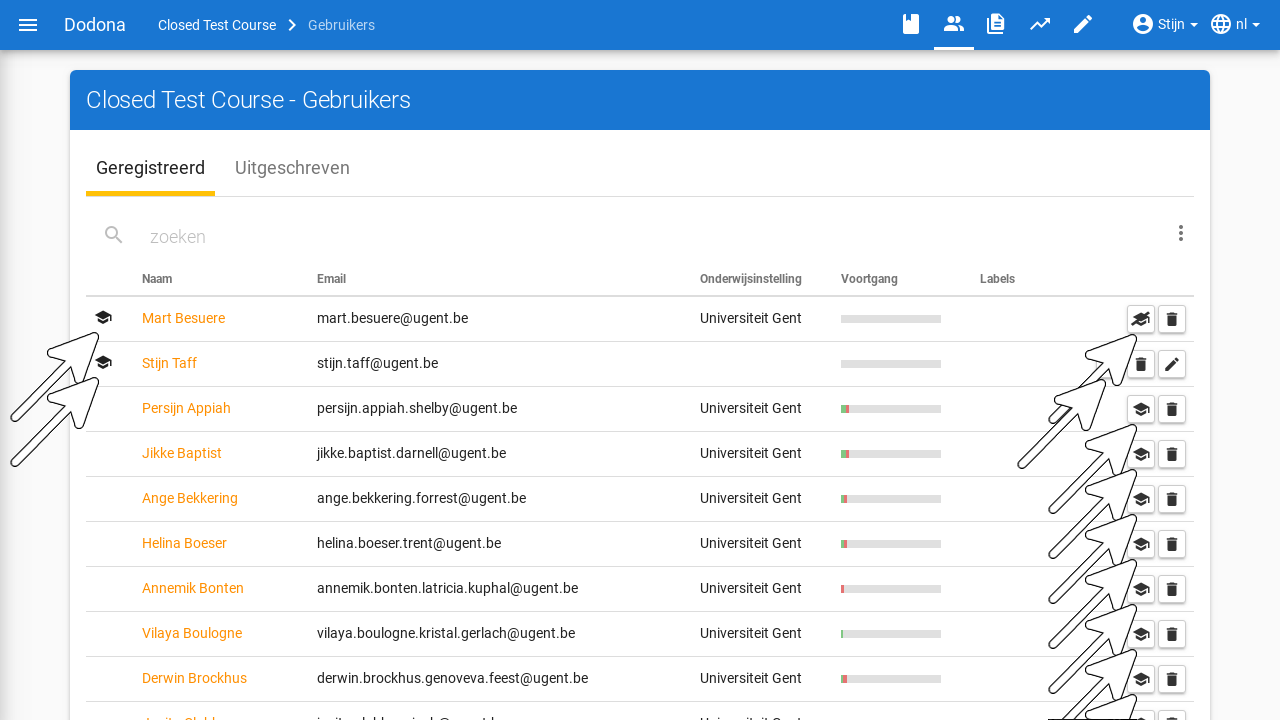 Dodona Closed Test Course Gebruikers Stijn nl
Closed Test Course - Gebruikers
Geregistreerd Uitgeschreven
zoeken
Naam Email Onderwijsinstelling Voortgang Labels
Mart Besuere mart.besuere@ugent.be Universiteit Gent
Stijn Taff stijn.taff@ugent.be
Persijn Appiah persijn.appiah.shelby@ugent.be Universiteit Gent
Jikke Baptist jikke.baptist.darnell@ugent.be Universiteit Gent
Ange Bekkering ange.bekkering.forrest@ugent.be Universiteit Gent
Helina Boeser helina.boeser.trent@ugent.be Universiteit Gent
Annemik Bonten annemik.bonten.latricia.kuphal@ugent.be Universiteit Gent
Vilaya Boulogne vilaya.boulogne.kristal.gerlach@ugent.be Universiteit Gent
Derwin Brockhus derwin.brockhus.genoveva.feest@ugent.be Universiteit Gent